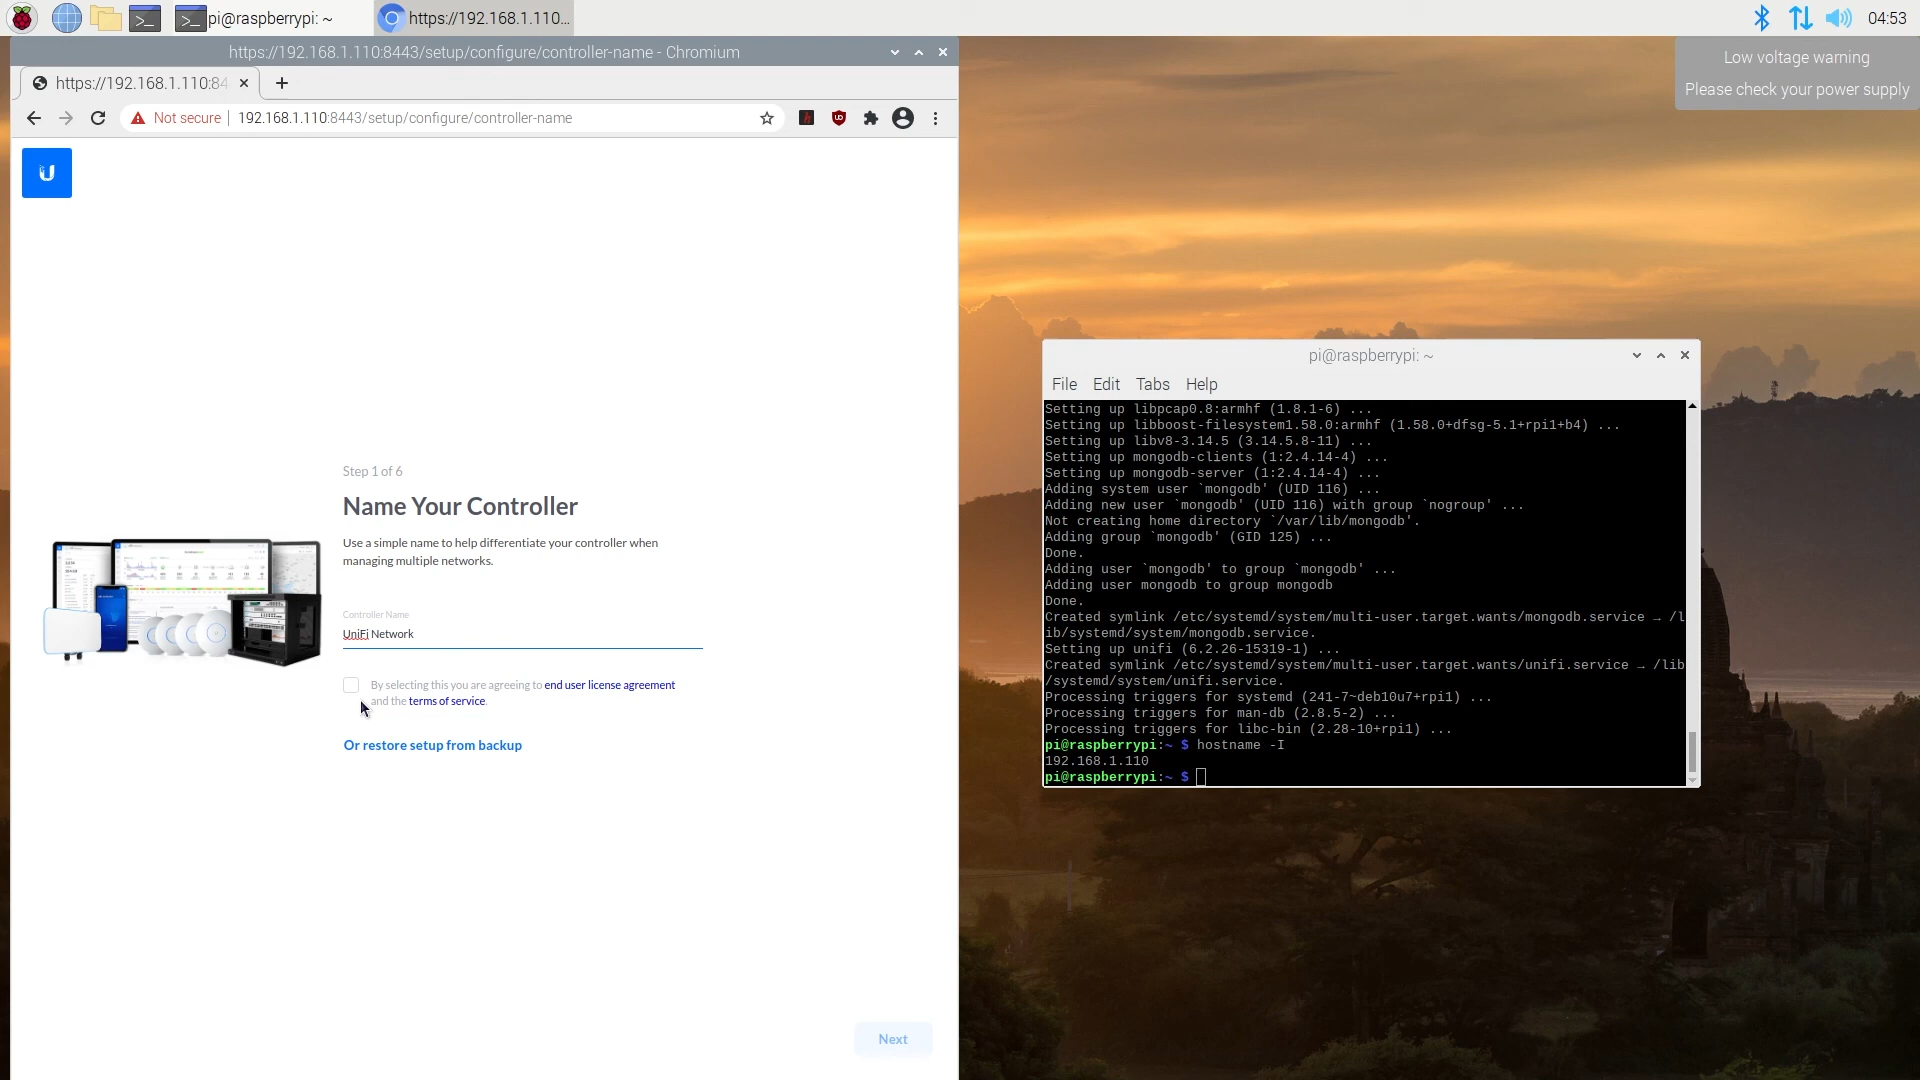 pi@raspberrypi: ~
https://192.168.1.110...
04:53
https://192.168.1.110:8443/setup/configure/controller-name - Chromium
Low voltage warning
Please check your power supply
https://192.168.1.110:84
Not secure
192.168.1.110:8443/setup/configure/controller-name
Step 1 of 6
Name Your Controller
Use a simple name to help differentiate your controller when
managing multiple networks.
Controller Name
UniFi Network
By selecting this you are agreeing to end user license agreement
and the terms of service.
Or restore setup from backup
Next
pi@raspberrypi: ~
File Edit Tabs Help
Setting up libpcap0.8:armhf (1.8.1-6) ...
Setting up libboost-filesystem1.58.0:armhf (1.58.0+dfsg-5.1+rpi1+b4) ...
Setting up libv8-3.14.5 (3.14.5.8-11) ...
Setting up mongodb-clients (1:2.4.14-4) ...
Setting up mongodb-server (1:2.4.14-4) ...
Adding system user `mongodb' (UID 116) ...
Adding new user `mongodb' (UID 116) with group `nogroup' ...
Not creating home directory `/var/lib/mongodb'.
Adding group `mongodb' (GID 125) ...
Done.
Adding user `mongodb' to group `mongodb' ...
Adding user mongodb to group mongodb
Done.
Created symlink /etc/systemd/system/multi-user.target.wants/mongodb.service → /l
ib/systemd/system/mongodb.service.
Setting up unifi (6.2.26-15319-1) ...
Created symlink /etc/systemd/system/multi-user.target.wants/unifi.service → /lib
/systemd/system/unifi.service.
Processing triggers for systemd (241-7~deb10u7+rpi1) ...
Processing triggers for man-db (2.8.5-2) ...
Processing triggers for libc-bin (2.28-10+rpi1) ...
pi@raspberrypi:~ $ hostname -I
192.168.1.110
pi@raspberrypi:~ $